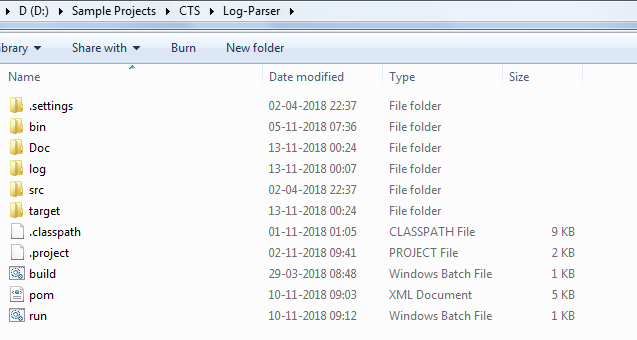 D (D:) Sample Projects CTS Log-Parser
ibrary Share with Burn New folder
Name Date modified Type Size
.settings 02-04-2018 22:37 File folder
bin 05-11-2018 07:36 File folder
Doc 13-11-2018 00:24 File folder
log 13-11-2018 00:07 File folder
src 02-04-2018 22:37 File folder
target 13-11-2018 00:24 File folder
.classpath 01-11-2018 01:05 CLASSPATH File 9 KB
.project 02-11-2018 09:41 PROJECT File 2 KB
build 29-03-2018 08:48 Windows Batch File 1 KB
pom 10-11-2018 09:03 XML Document 5 KB
run 10-11-2018 09:12 Windows Batch File 1 KB